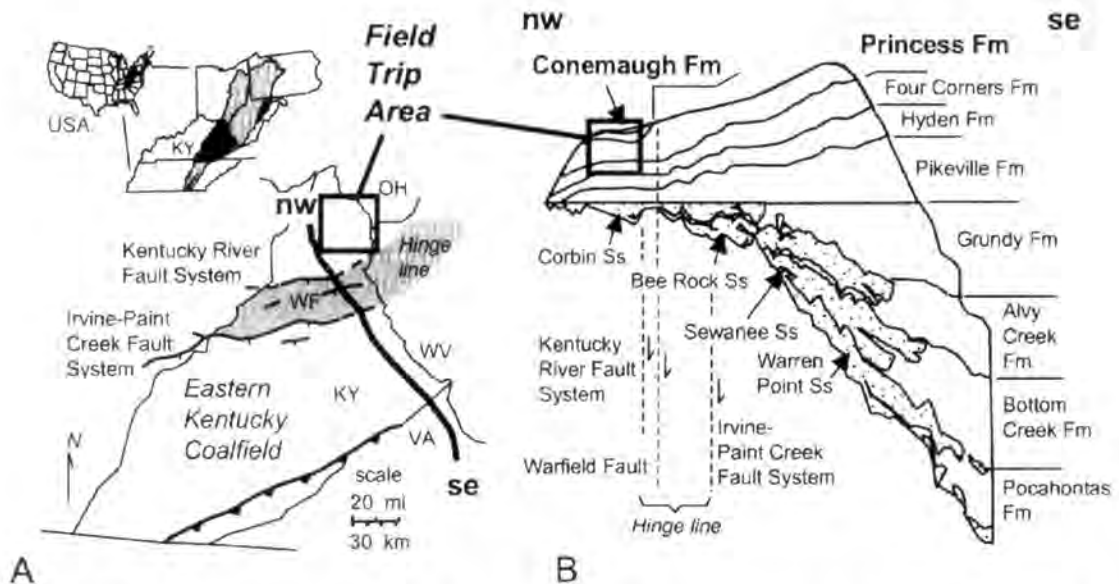 USA
KY
Field
Trip
Area
nw
OH
Kentucky River
Fault System
Hinge
line
WF
Irvine-Paint
Creek Fault
System
WV
Eastern
Kentucky
Coalfield
KY
VA
N
scale
20 mi
30 km
se
A
nw
se
Conemaugh Fm
Princess Fm
Four Corners Fm
Hyden Fm
Pikeville Fm
Grundy Fm
Corbin Ss
Bee Rock Ss
Sewanee Ss
Warren
Point Ss
Alvy
Creek
Fm
Bottom
Creek Fm
Pocahontas
Fm
Kentucky
River Fault
System
Warfield Fault
Irvine-
Paint Creek
Fault System
Hinge line
B